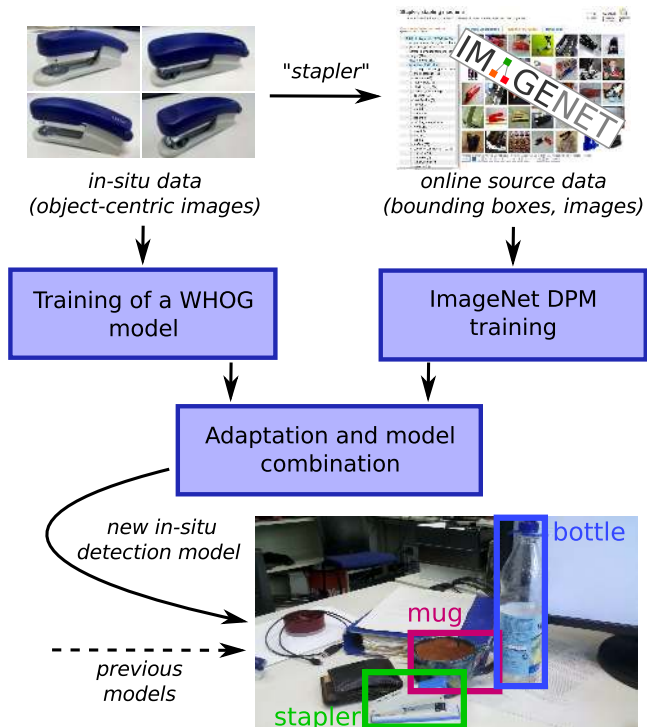 "stapler"
IMAGENET
in-situ data
(object-centric images)
online source data
(bounding boxes, images)
Training of a WHOG
model
ImageNet DPM
training
Adaptation and model
combination
new in-situ
detection model
previous
models
bottle
mug
stapler